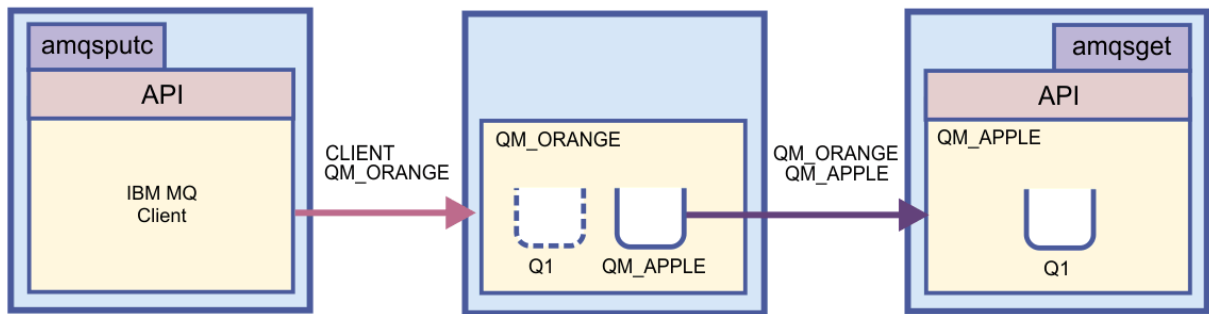 amqsputc
API
IBM MQ
Client
CLIENT
QM_ORANGE
QM_ORANGE
Q1
QM_APPLE
QM_ORANGE
QM_APPLE
amqsget
API
QM_APPLE
Q1